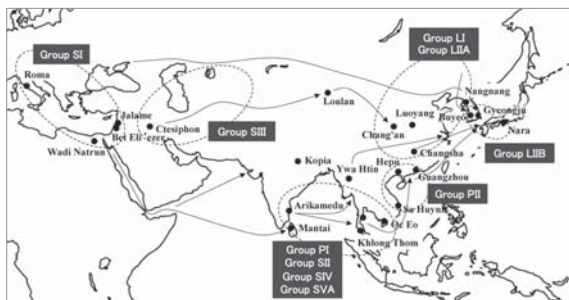 Group SI
Roma
Jalame
Bet Eli‘ezer
Wadi Natrun
Ctesiphon
Group SIII
Loulan
Group LI
Group LIIA
Nangnang
Gyeongju
Buyeo
Nara
Luoyang
Chang'an
Changsha
Group LIIB
Kopia
Ywa Htin
Hepu
Guangzhou
Group PII
Arikamedu
Mantai
Sa Huynh
Oc Eo
Khlong Thom
Group PI
Group SII
Group SIV
Group SVA